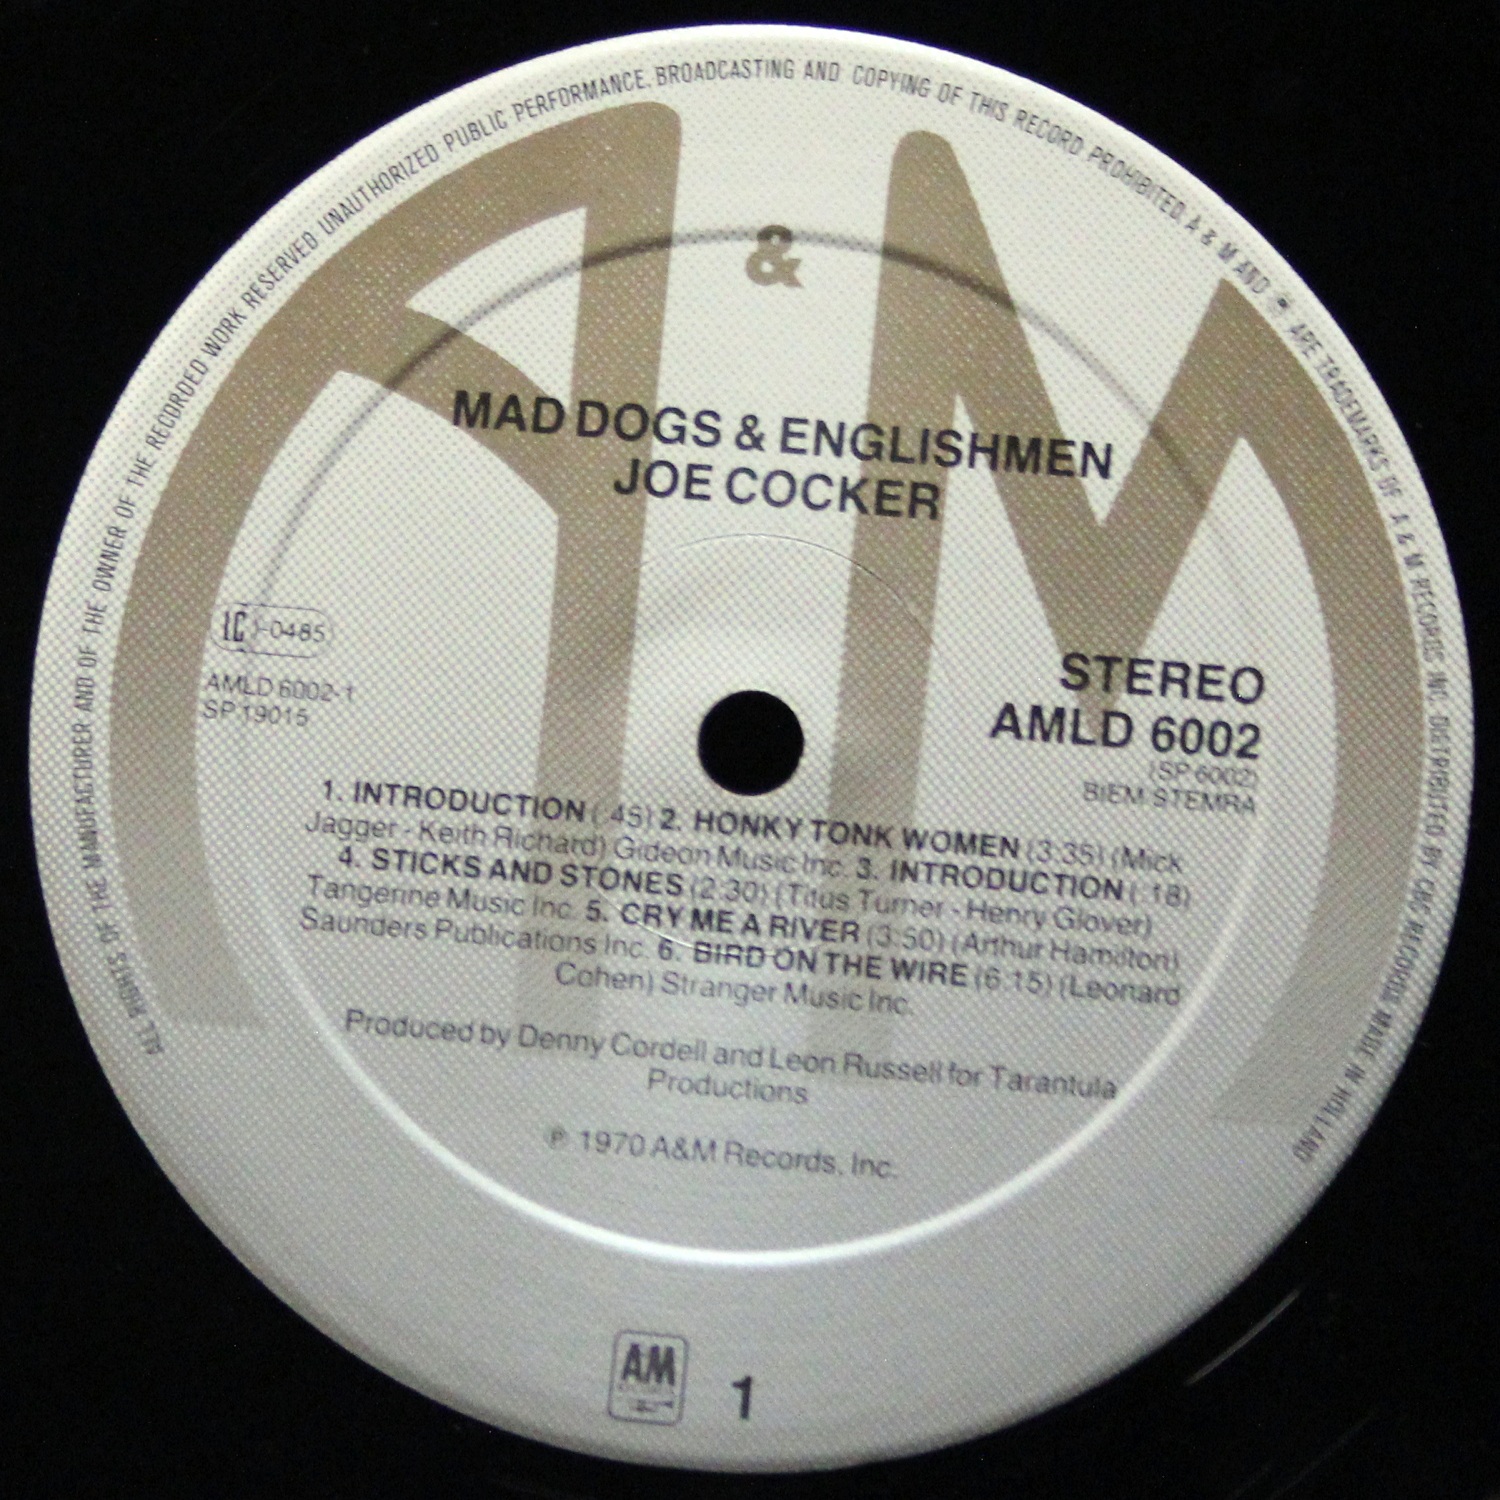 ALL RIGHTS OF THE MANUFACTURER AND OF THE OWNER OF THE RECORDED WORK RESERVED UNAUTHORIZED PUBLIC PERFORMANCE, BROADCASTING AND COPYING OF THIS RECORD PROHIBITED. A & M AND ARE TRADEMARKS OF A & M RECORDS INC. DISTRIBUTED BY CBS RECORDS MADE IN HOLLAND
A & M
MAD DOGS & ENGLISHMEN
JOE COCKER
LC-0485
AMLD 6002-1
SP 19015
STEREO
AMLD 6002
(SP 6002)
BIEM STEMRA
1. INTRODUCTION (:45) 2. HONKY TONK WOMEN (3:35) (Mick
Jagger - Keith Richard) Gideon Music Inc. 3. INTRODUCTION (:18)
4. STICKS AND STONES (2:30) (Titus Turner - Henry Glover)
Tangerine Music Inc. 5. CRY ME A RIVER (3:50) (Arthur Hamilton)
Saunders Publications Inc. 6. BIRD ON THE WIRE (6:15) (Leonard
Cohen) Stranger Music Inc.
Produced by Denny Cordell and Leon Russell for Tarantula
Productions
℗ 1970 A&M Records, Inc.
AM
1